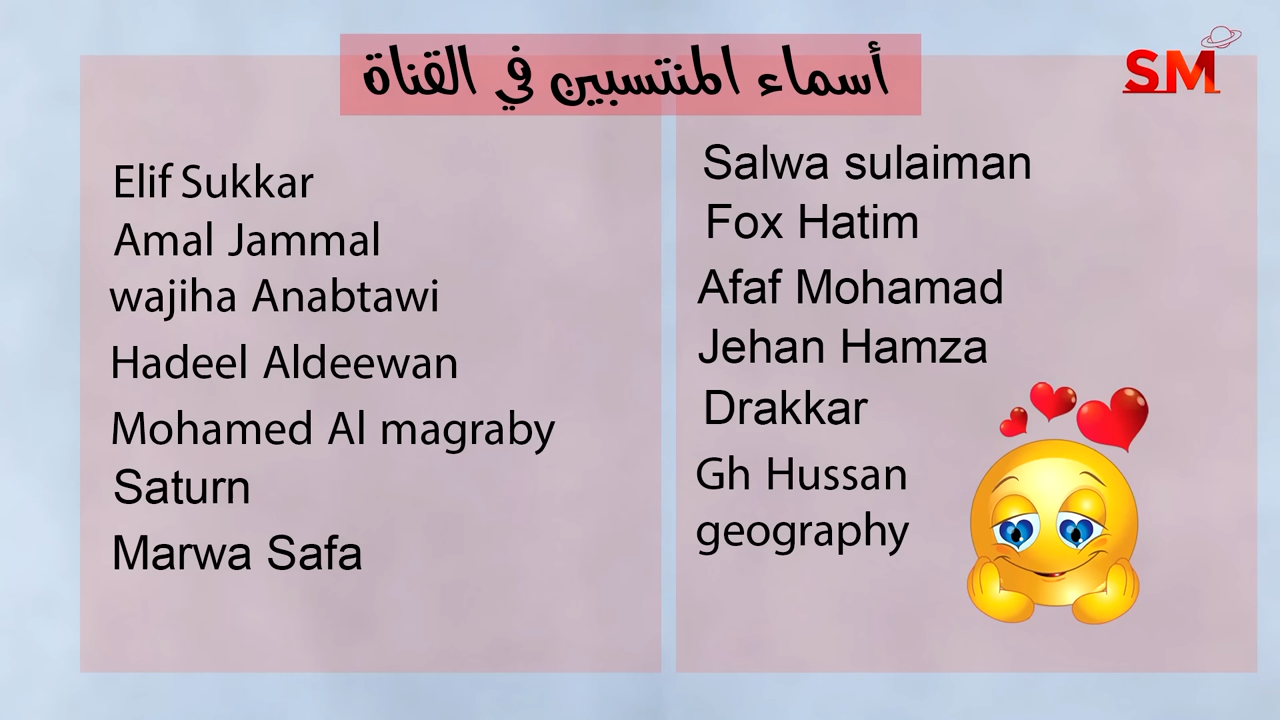 أسماء المنتسبين في القناة
SM
Elif Sukkar
Amal Jammal
wajiha Anabtawi
Hadeel Aldeewan
Mohamed Al magraby
Saturn
Marwa Safa
Salwa sulaiman
Fox Hatim
Afaf Mohamad
Jehan Hamza
Drakkar
Gh Hussan
geography